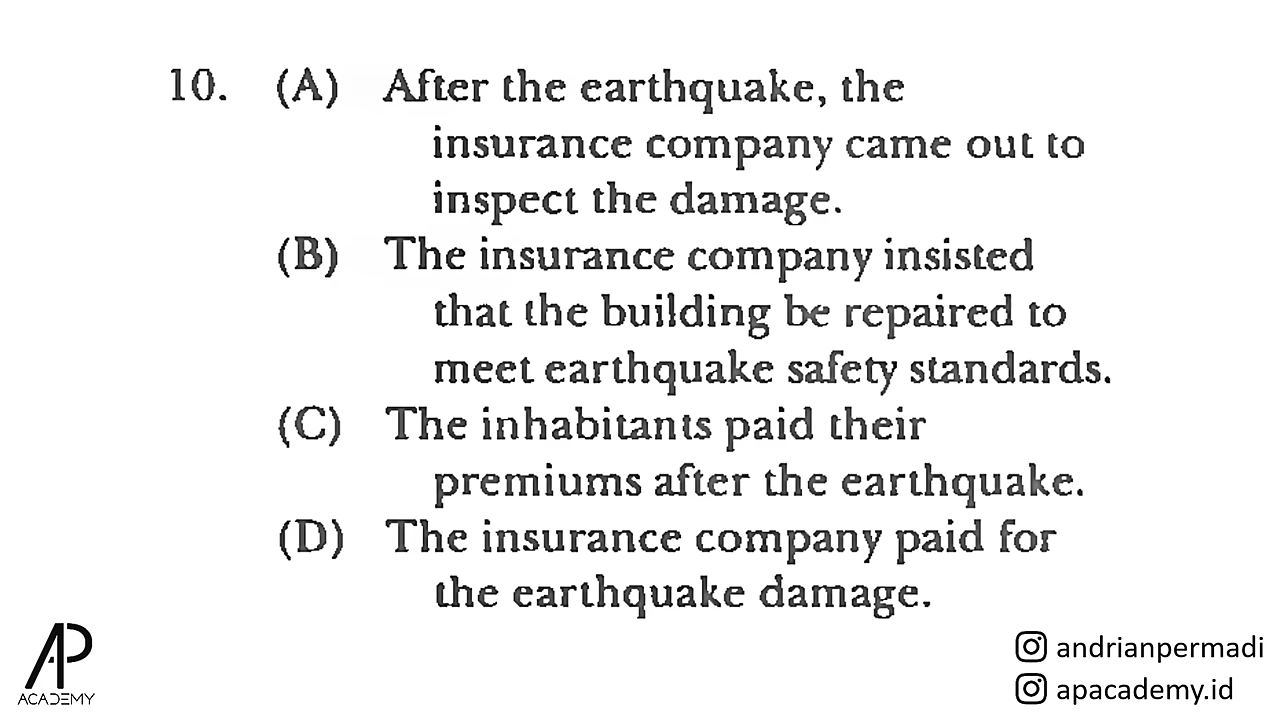 10. (A) After the earthquake, the
insurance company came out to
inspect the damage.
(B) The insurance company insisted
that the building be repaired to
meet earthquake safety standards.
(C) The inhabitants paid their
premiums after the earthquake.
(D) The insurance company paid for
the earthquake damage.
AP
ACADEMY
andrianpermadi
apacademy.id